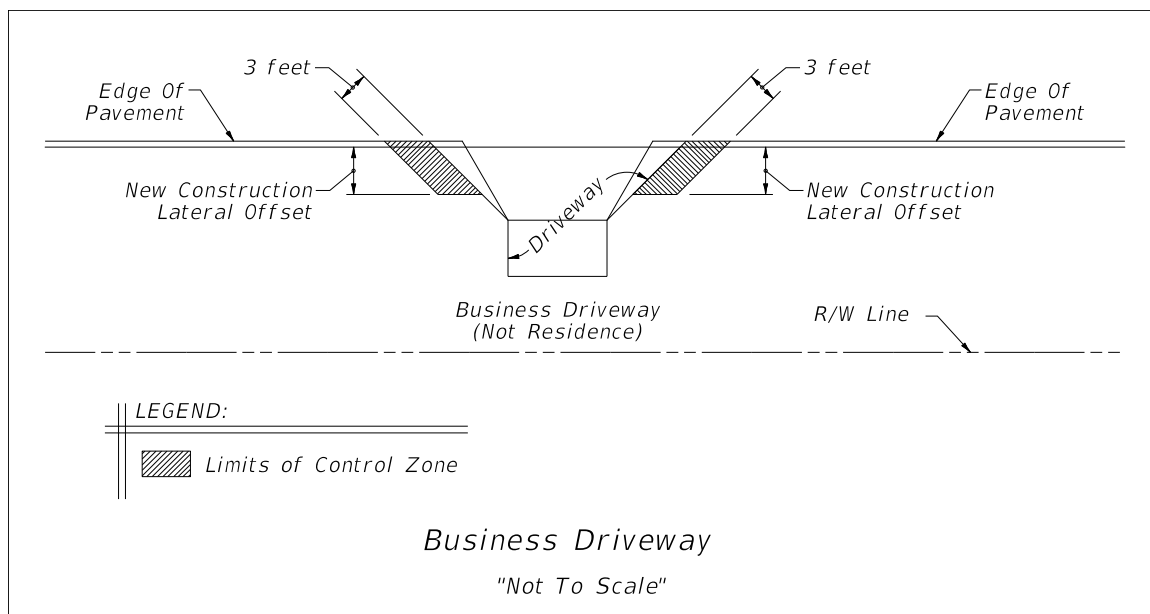 3 feet
3 feet
Edge Of
Pavement
Edge Of
Pavement
New Construction
Lateral Offset
Driveway
New Construction
Lateral Offset
Business Driveway
(Not Residence)
R/W Line
LEGEND:
Limits of Control Zone
Business Driveway
"Not To Scale"